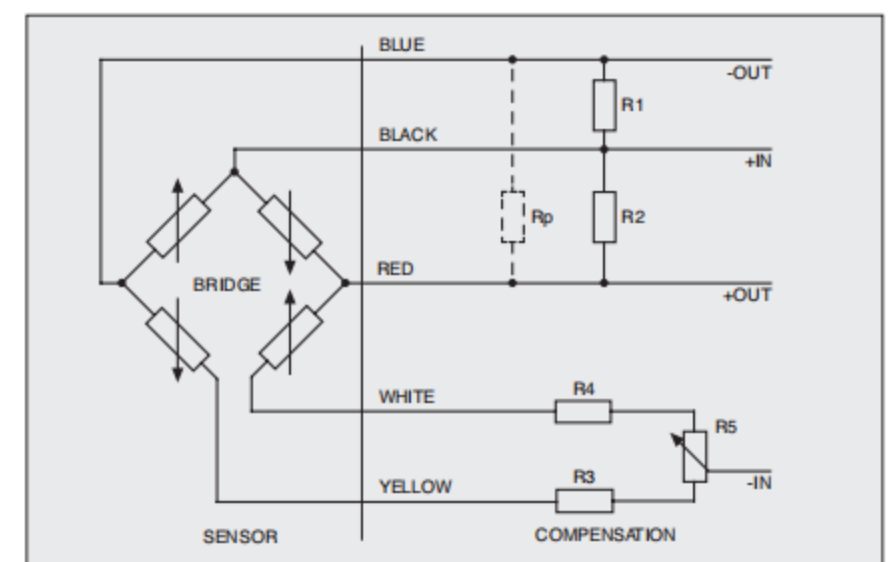 BLUE
-OUT
R1
BLACK
+IN
Rp
R2
BRIDGE
RED
+OUT
WHITE
R4
R5
-IN
YELLOW
R3
SENSOR
COMPENSATION